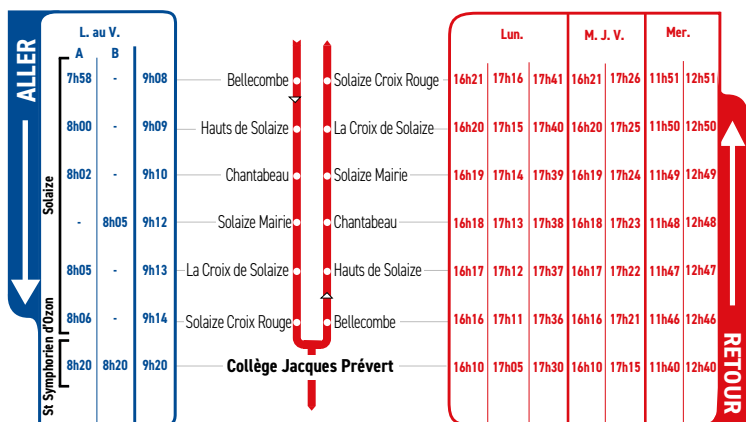 ALLER
L. au V.
A B
Lun. M. J. V. Mer.
7h58 - 9h08 Bellecombe Solaize Croix Rouge 16h21 17h16 17h41 16h21 17h26 11h51 12h51
8h00 - 9h09 Hauts de Solaize La Croix de Solaize 16h20 17h15 17h40 16h20 17h25 11h50 12h50
8h02 - 9h10 Chantabeau Solaize Mairie 16h19 17h14 17h39 16h19 17h24 11h49 12h49
- 8h05 9h12 Solaize Mairie Chantabeau 16h18 17h13 17h38 16h18 17h23 11h48 12h48
8h05 - 9h13 La Croix de Solaize Hauts de Solaize 16h17 17h12 17h37 16h17 17h22 11h47 12h47
8h06 - 9h14 Solaize Croix Rouge Bellecombe 16h16 17h11 17h36 16h16 17h21 11h46 12h46
8h20 8h20 9h20 Collège Jacques Prévert 16h10 17h05 17h30 16h10 17h15 11h40 12h40
Solaize
St Symphorien d'Ozon
RETOUR